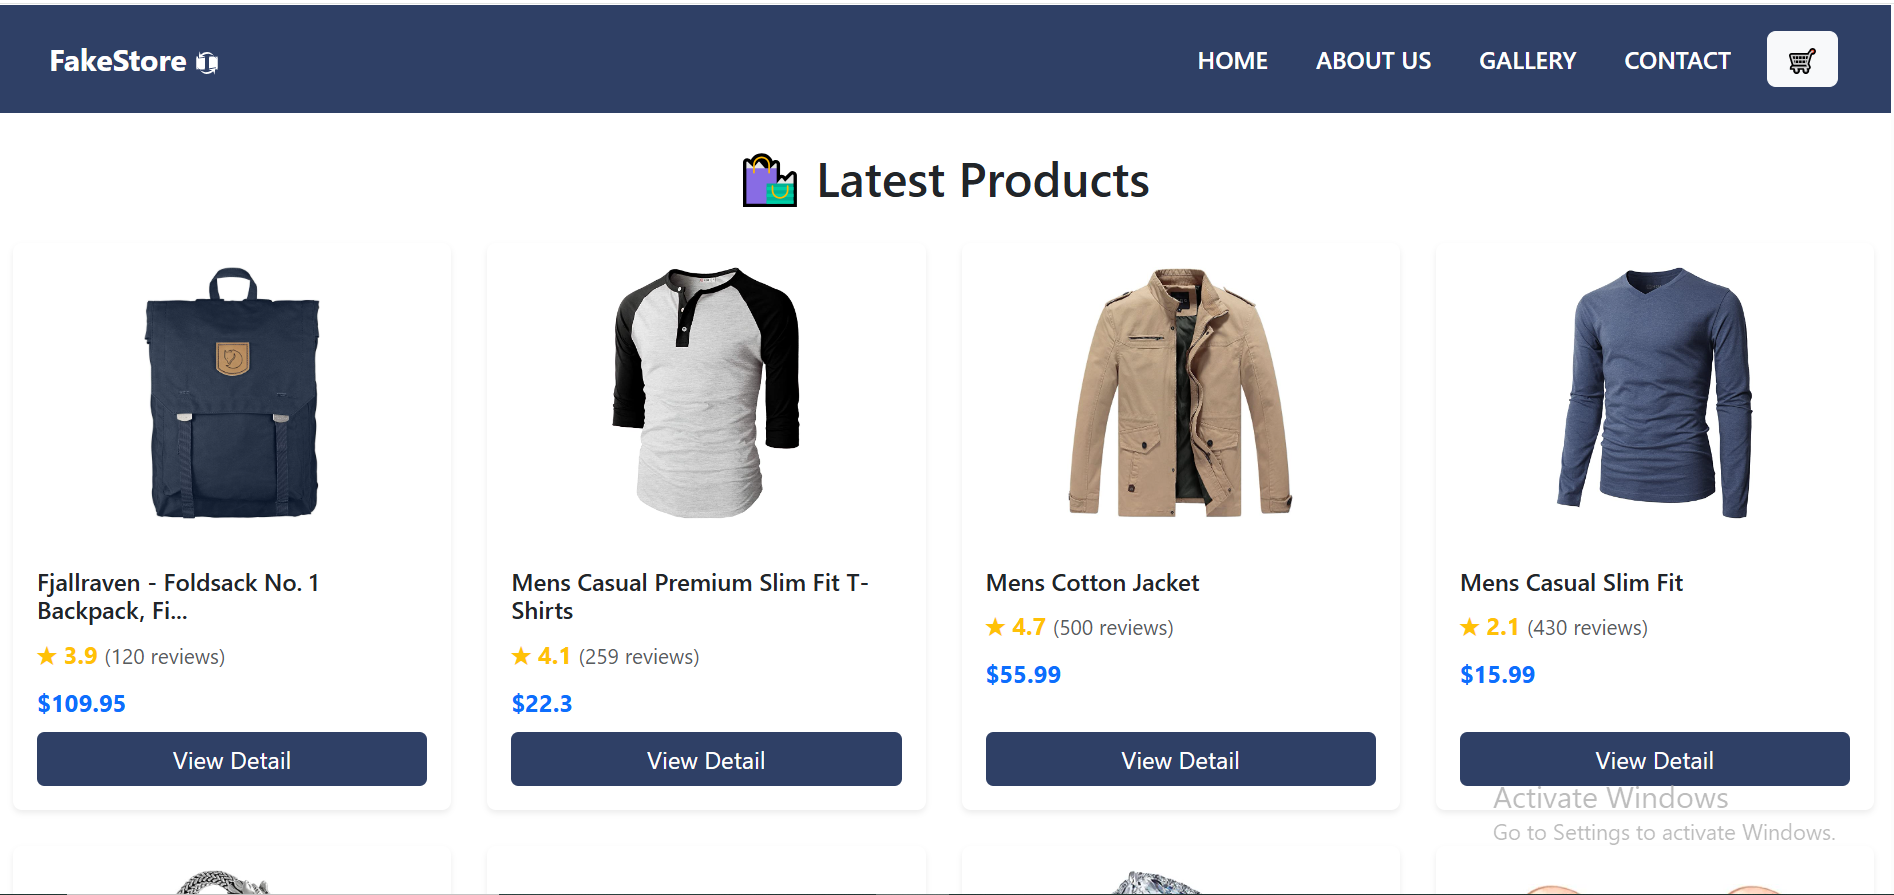 FakeStore
HOME
ABOUT US
GALLERY
CONTACT
Latest Products
Fjallraven - Foldsack No. 1
Backpack, Fi...
★ 3.9 (120 reviews)
$109.95
View Detail
Mens Casual Premium Slim Fit T-
Shirts
★ 4.1 (259 reviews)
$22.3
View Detail
Mens Cotton Jacket
★ 4.7 (500 reviews)
$55.99
View Detail
Mens Casual Slim Fit
★ 2.1 (430 reviews)
$15.99
View Detail
Activate Windows
Go to Settings to activate Windows.